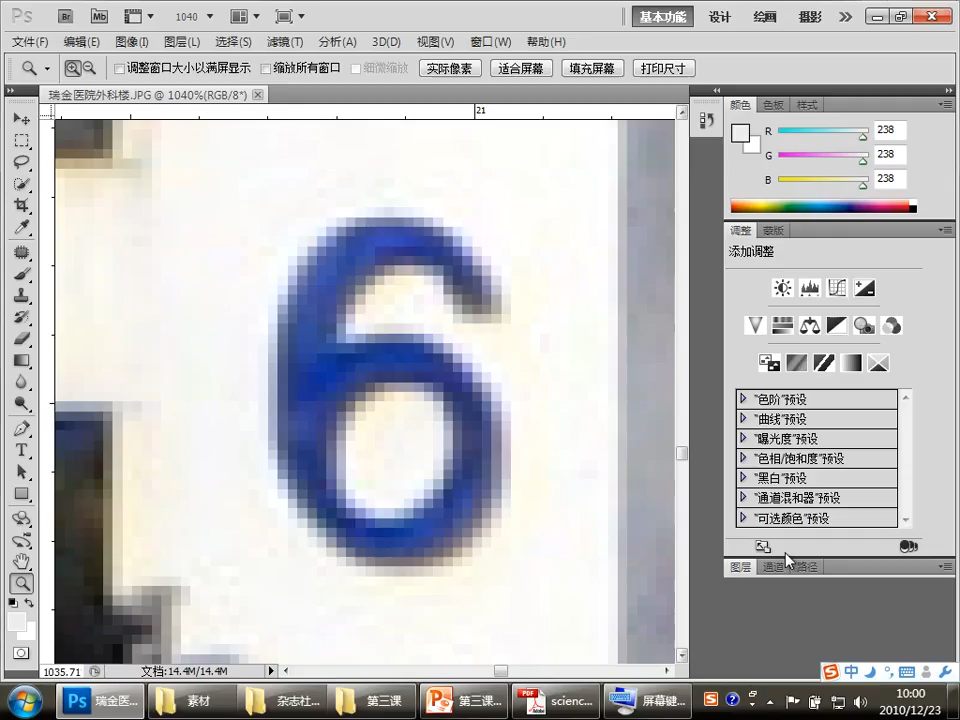 Ps Br Mb 1040 基本功能 设计 绘画 摄影
文件(F) 编辑(E) 图像(I) 图层(L) 选择(S) 滤镜(T) 分析(A) 3D(D) 视图(V) 窗口(W) 帮助(H)
调整窗口大小以满屏显示 缩放所有窗口 细微缩放 实际像素 适合屏幕 填充屏幕 打印尺寸
瑞金医院外科楼.JPG @ 1040%(RGB/8*)
21
6
颜色 色板 样式
R 238
G 238
B 238
调整 蒙版
添加调整
"色阶"预设
"曲线"预设
"曝光度"预设
"色相/饱和度"预设
"黑白"预设
"通道混和器"预设
"可选颜色"预设
图层 通道 路径
T
1035.71 文档:14.4M/14.4M
S 中
Ps 瑞金医... 素材 杂志社... 第三课 第三课... PDF scienc... 屏幕键... S
10:00
2010/12/23